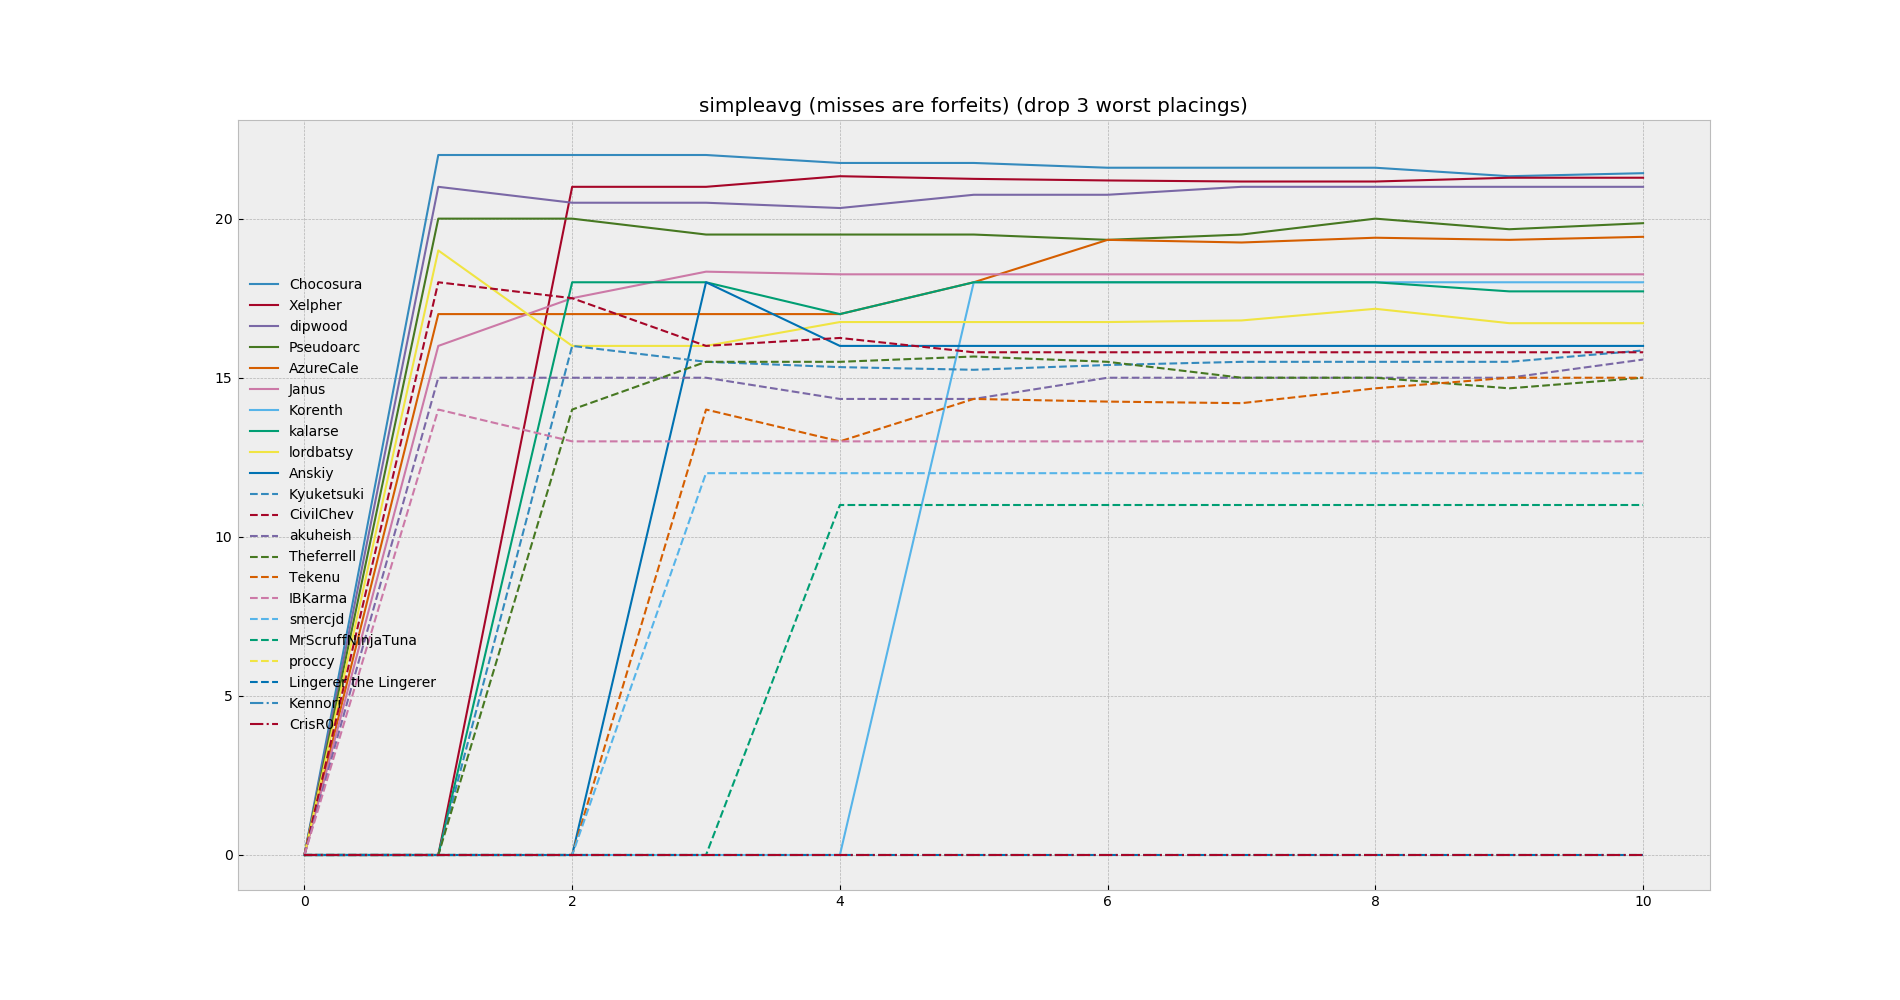 simpleavg (misses are forfeits) (drop 3 worst placings)
20
15
10
5
0
Chocosura
Xelpher
dipwood
Pseudoarc
AzureCale
Janus
Korenth
kalarse
lordbatsy
Anskiy
Kyuketsuki
CivilChev
akuheish
Theferrell
Tekenu
IBKarma
smercjd
MrScruffNinjaTuna
proccy
Lingerer the Lingerer
Kennori
CrisR0
0 2 4 6 8 10